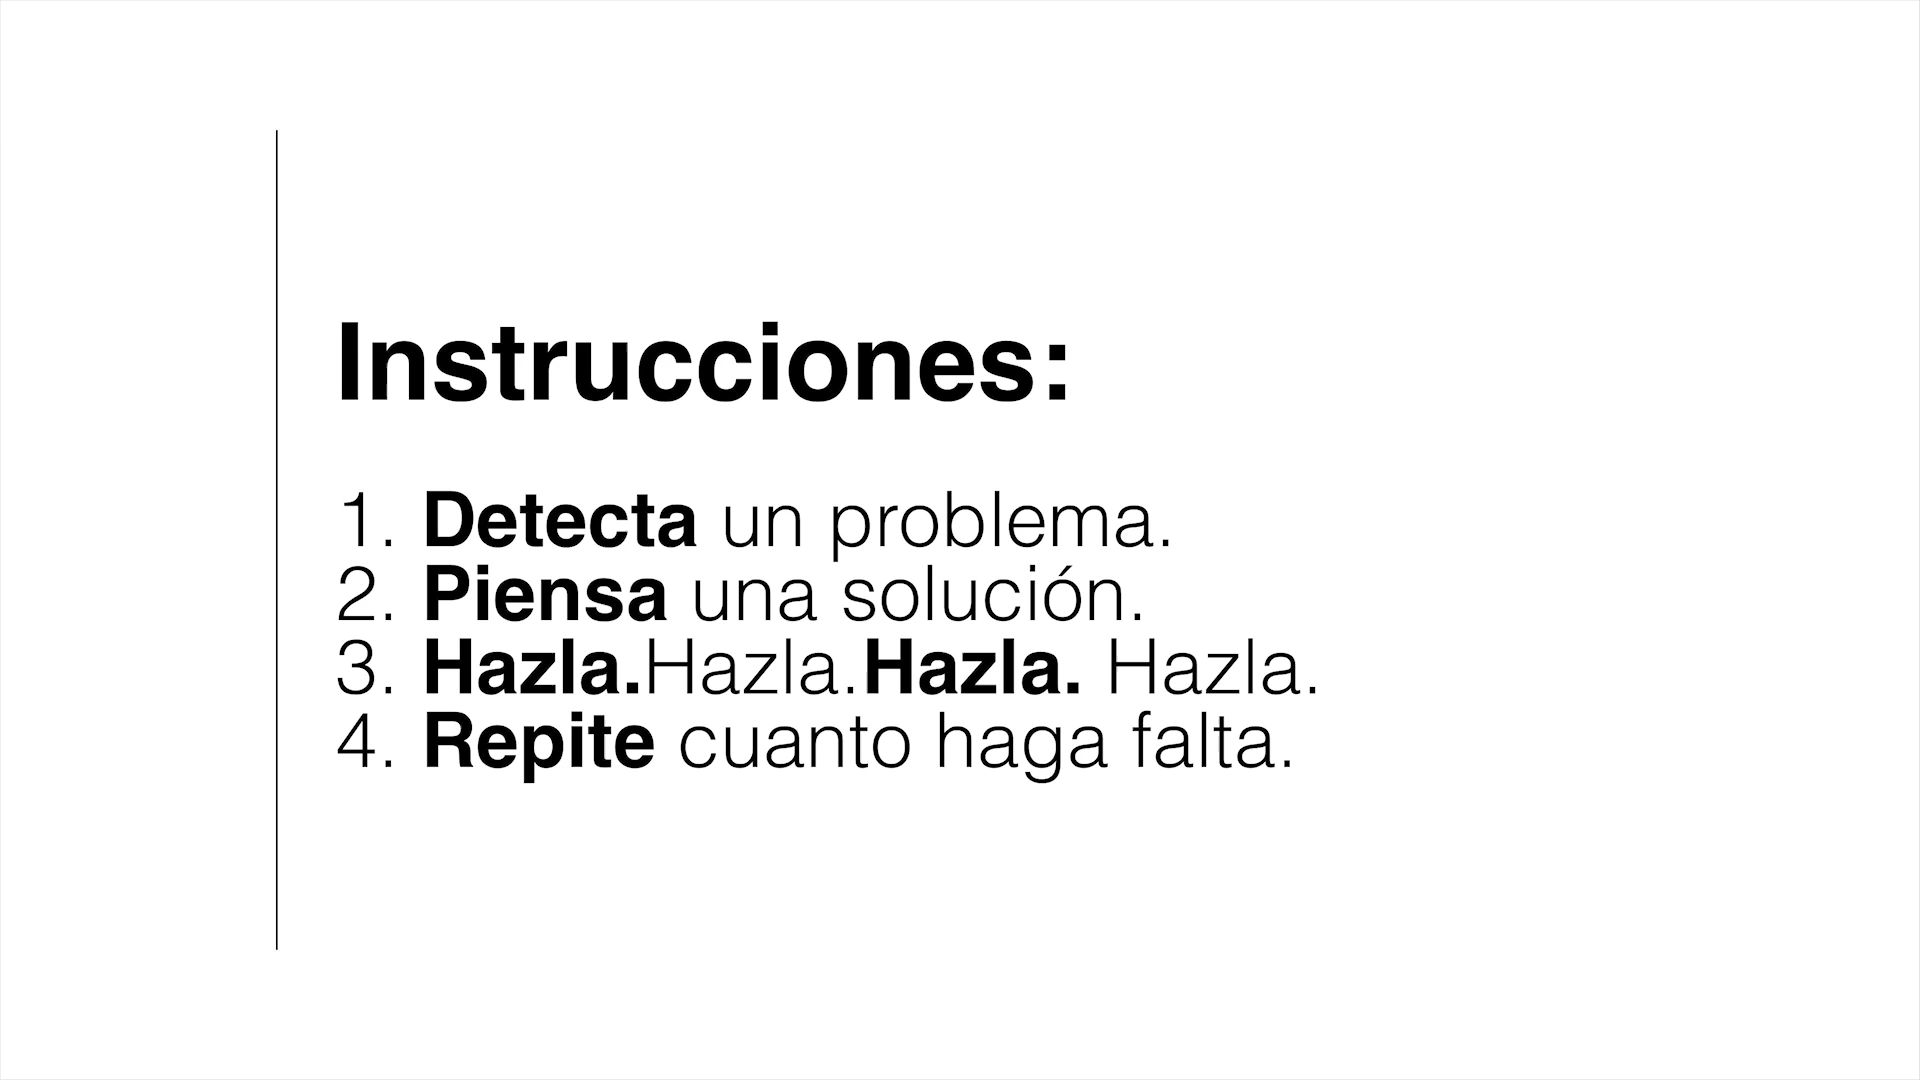 Instrucciones:
1. Detecta un problema.
2. Piensa una solución.
3. Hazla.Hazla.Hazla. Hazla.
4. Repite cuanto haga falta.